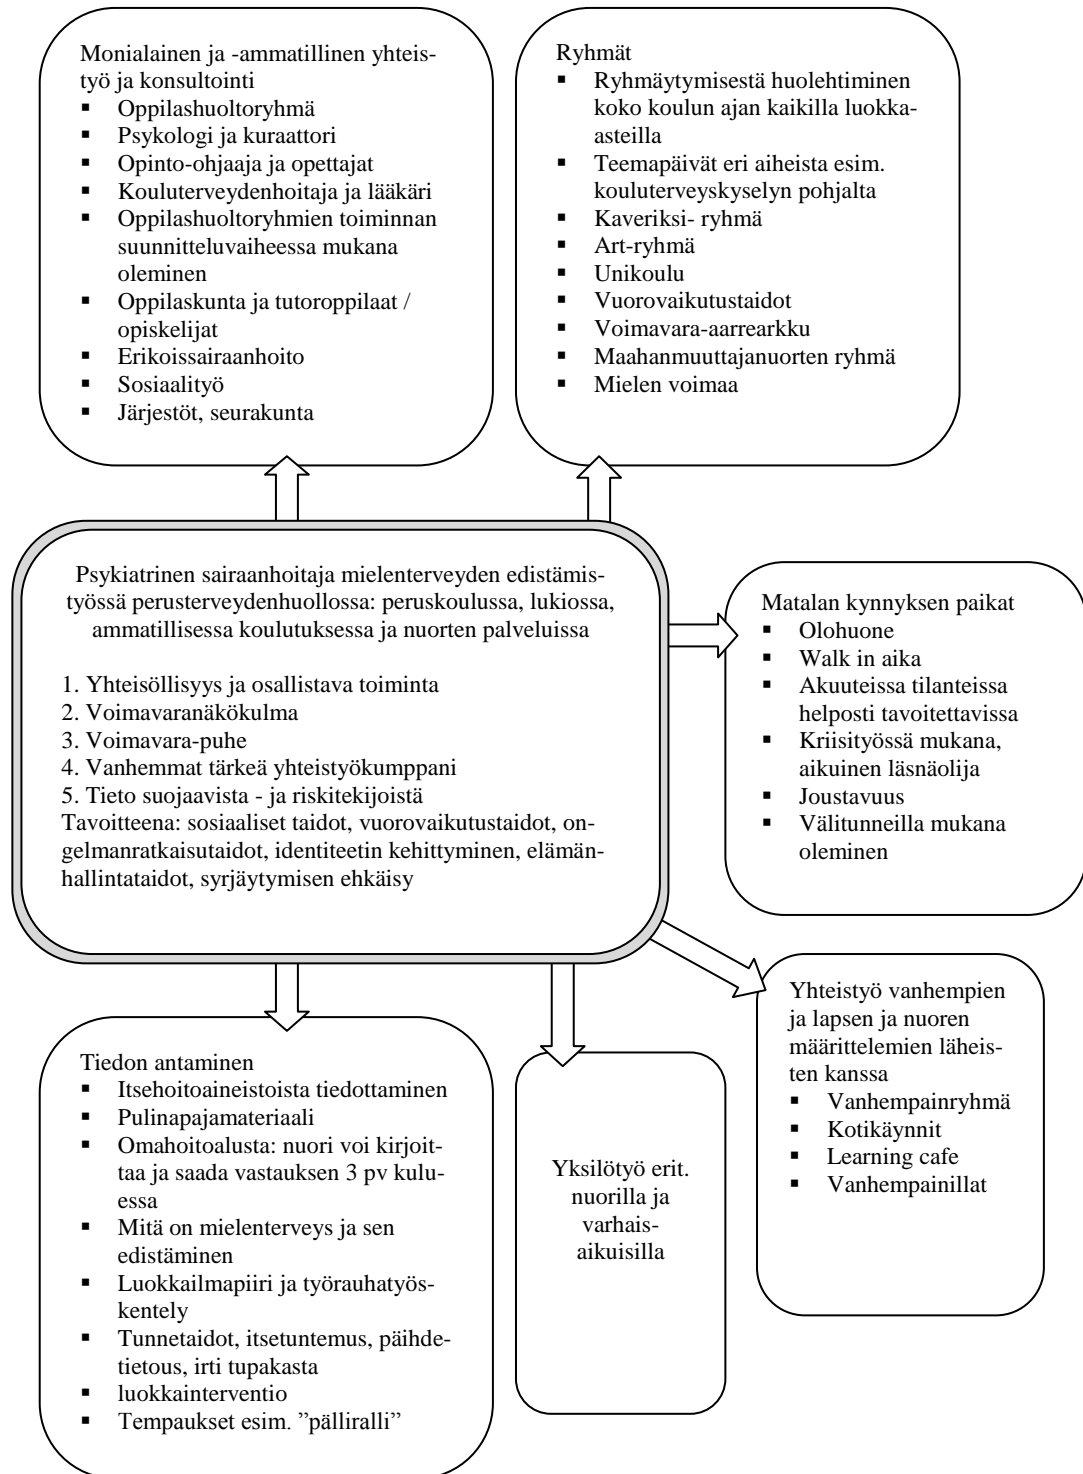 Monialainen ja -ammatillinen yhteis-
työ ja konsultointi
▪ Oppilashuoltoryhmä
▪ Psykologi ja kuraattori
▪ Opinto-ohjaaja ja opettajat
▪ Kouluterveydenhoitaja ja lääkäri
▪ Oppilashuoltoryhmien toiminnan
suunnitteluvaiheessa mukana
oleminen
▪ Oppilaskunta ja tutoroppilaat /
opiskelijat
▪ Erikoissairaanhoito
▪ Sosiaalityö
▪ Järjestöt, seurakunta
Ryhmät
▪ Ryhmäytymisestä huolehtiminen
koko koulun ajan kaikilla luokka-
asteilla
▪ Teemapäivät eri aiheista esim.
kouluterveyskyselyn pohjalta
▪ Kaveriksi- ryhmä
▪ Art-ryhmä
▪ Unikoulu
▪ Vuorovaikutustaidot
▪ Voimavara-aarrearkku
▪ Maahanmuuttajanuorten ryhmä
▪ Mielen voimaa
Psykiatrinen sairaanhoitaja mielenterveyden edistämis-
työssä perusterveydenhuollossa: peruskoulussa, lukiossa,
ammatillisessa koulutuksessa ja nuorten palveluissa
1. Yhteisöllisyys ja osallistava toiminta
2. Voimavaranäkökulma
3. Voimavara-puhe
4. Vanhemmat tärkeä yhteistyökumppani
5. Tieto suojaavista - ja riskitekijoistä
Tavoitteena: sosiaaliset taidot, vuorovaikutustaidot, on-
gelmanratkaisutaidot, identiteetin kehittyminen, elämän-
hallintataidot, syrjäytymisen ehkäisy
Matalan kynnyksen paikat
▪ Olohuone
▪ Walk in aika
▪ Akuuteissa tilanteissa
helposti tavoitettavissa
▪ Kriisityössä mukana,
aikuinen läsnäolija
▪ Joustavuus
▪ Välitunneilla mukana
oleminen
Tiedon antaminen
▪ Itsehoitoaineistoista tiedottaminen
▪ Pulinapajamateriaali
▪ Omahoitoalusta: nuori voi kirjoit-
taa ja saada vastauksen 3 pv kulu-
essa
▪ Mitä on mielenterveys ja sen
edistäminen
▪ Luokkailmapiiri ja työrauhatyös-
kentely
▪ Tunnetaidot, itsetuntemus, päihde-
tietous, irti tupakasta
▪ luokkainterventio
▪ Tempaukset esim. ”pälliralli”
Yksilötyö erit.
nuorilla ja
varhais-
aikuisilla
Yhteistyö vanhempien
ja lapsen ja nuoren
määrittelemien läheis-
ten kanssa
▪ Vanhempainryhmä
▪ Kotikäynnit
▪ Learning cafe
▪ Vanhempainillat